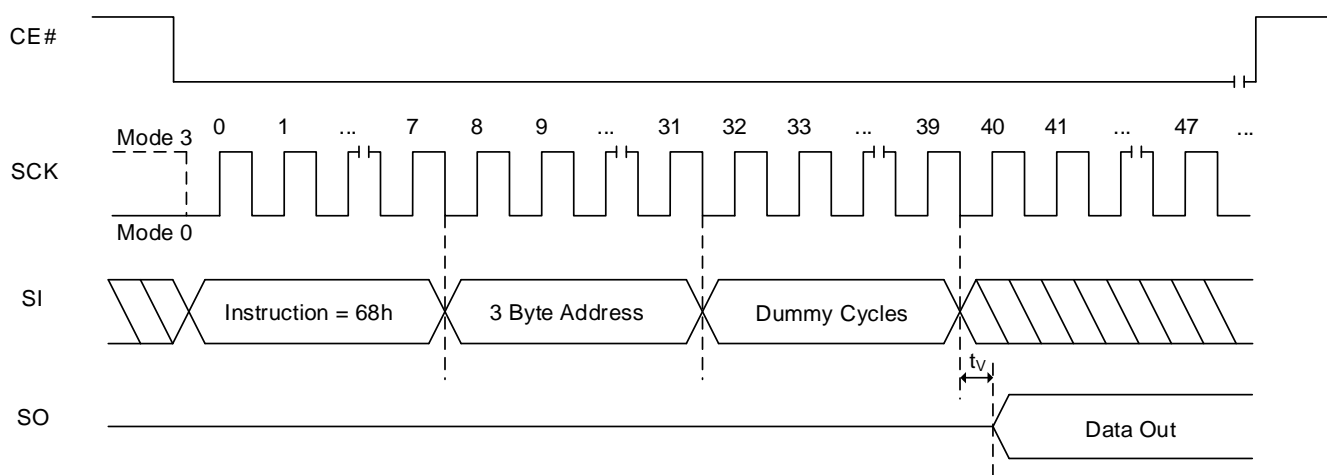 CE#
0 1 ... 7 8 9 ... 31 32 33 ... 39 40 41 ... 47 ...
Mode 3
SCK
Mode 0
SI
Instruction = 68h
3 Byte Address
Dummy Cycles
tV
SO
Data Out